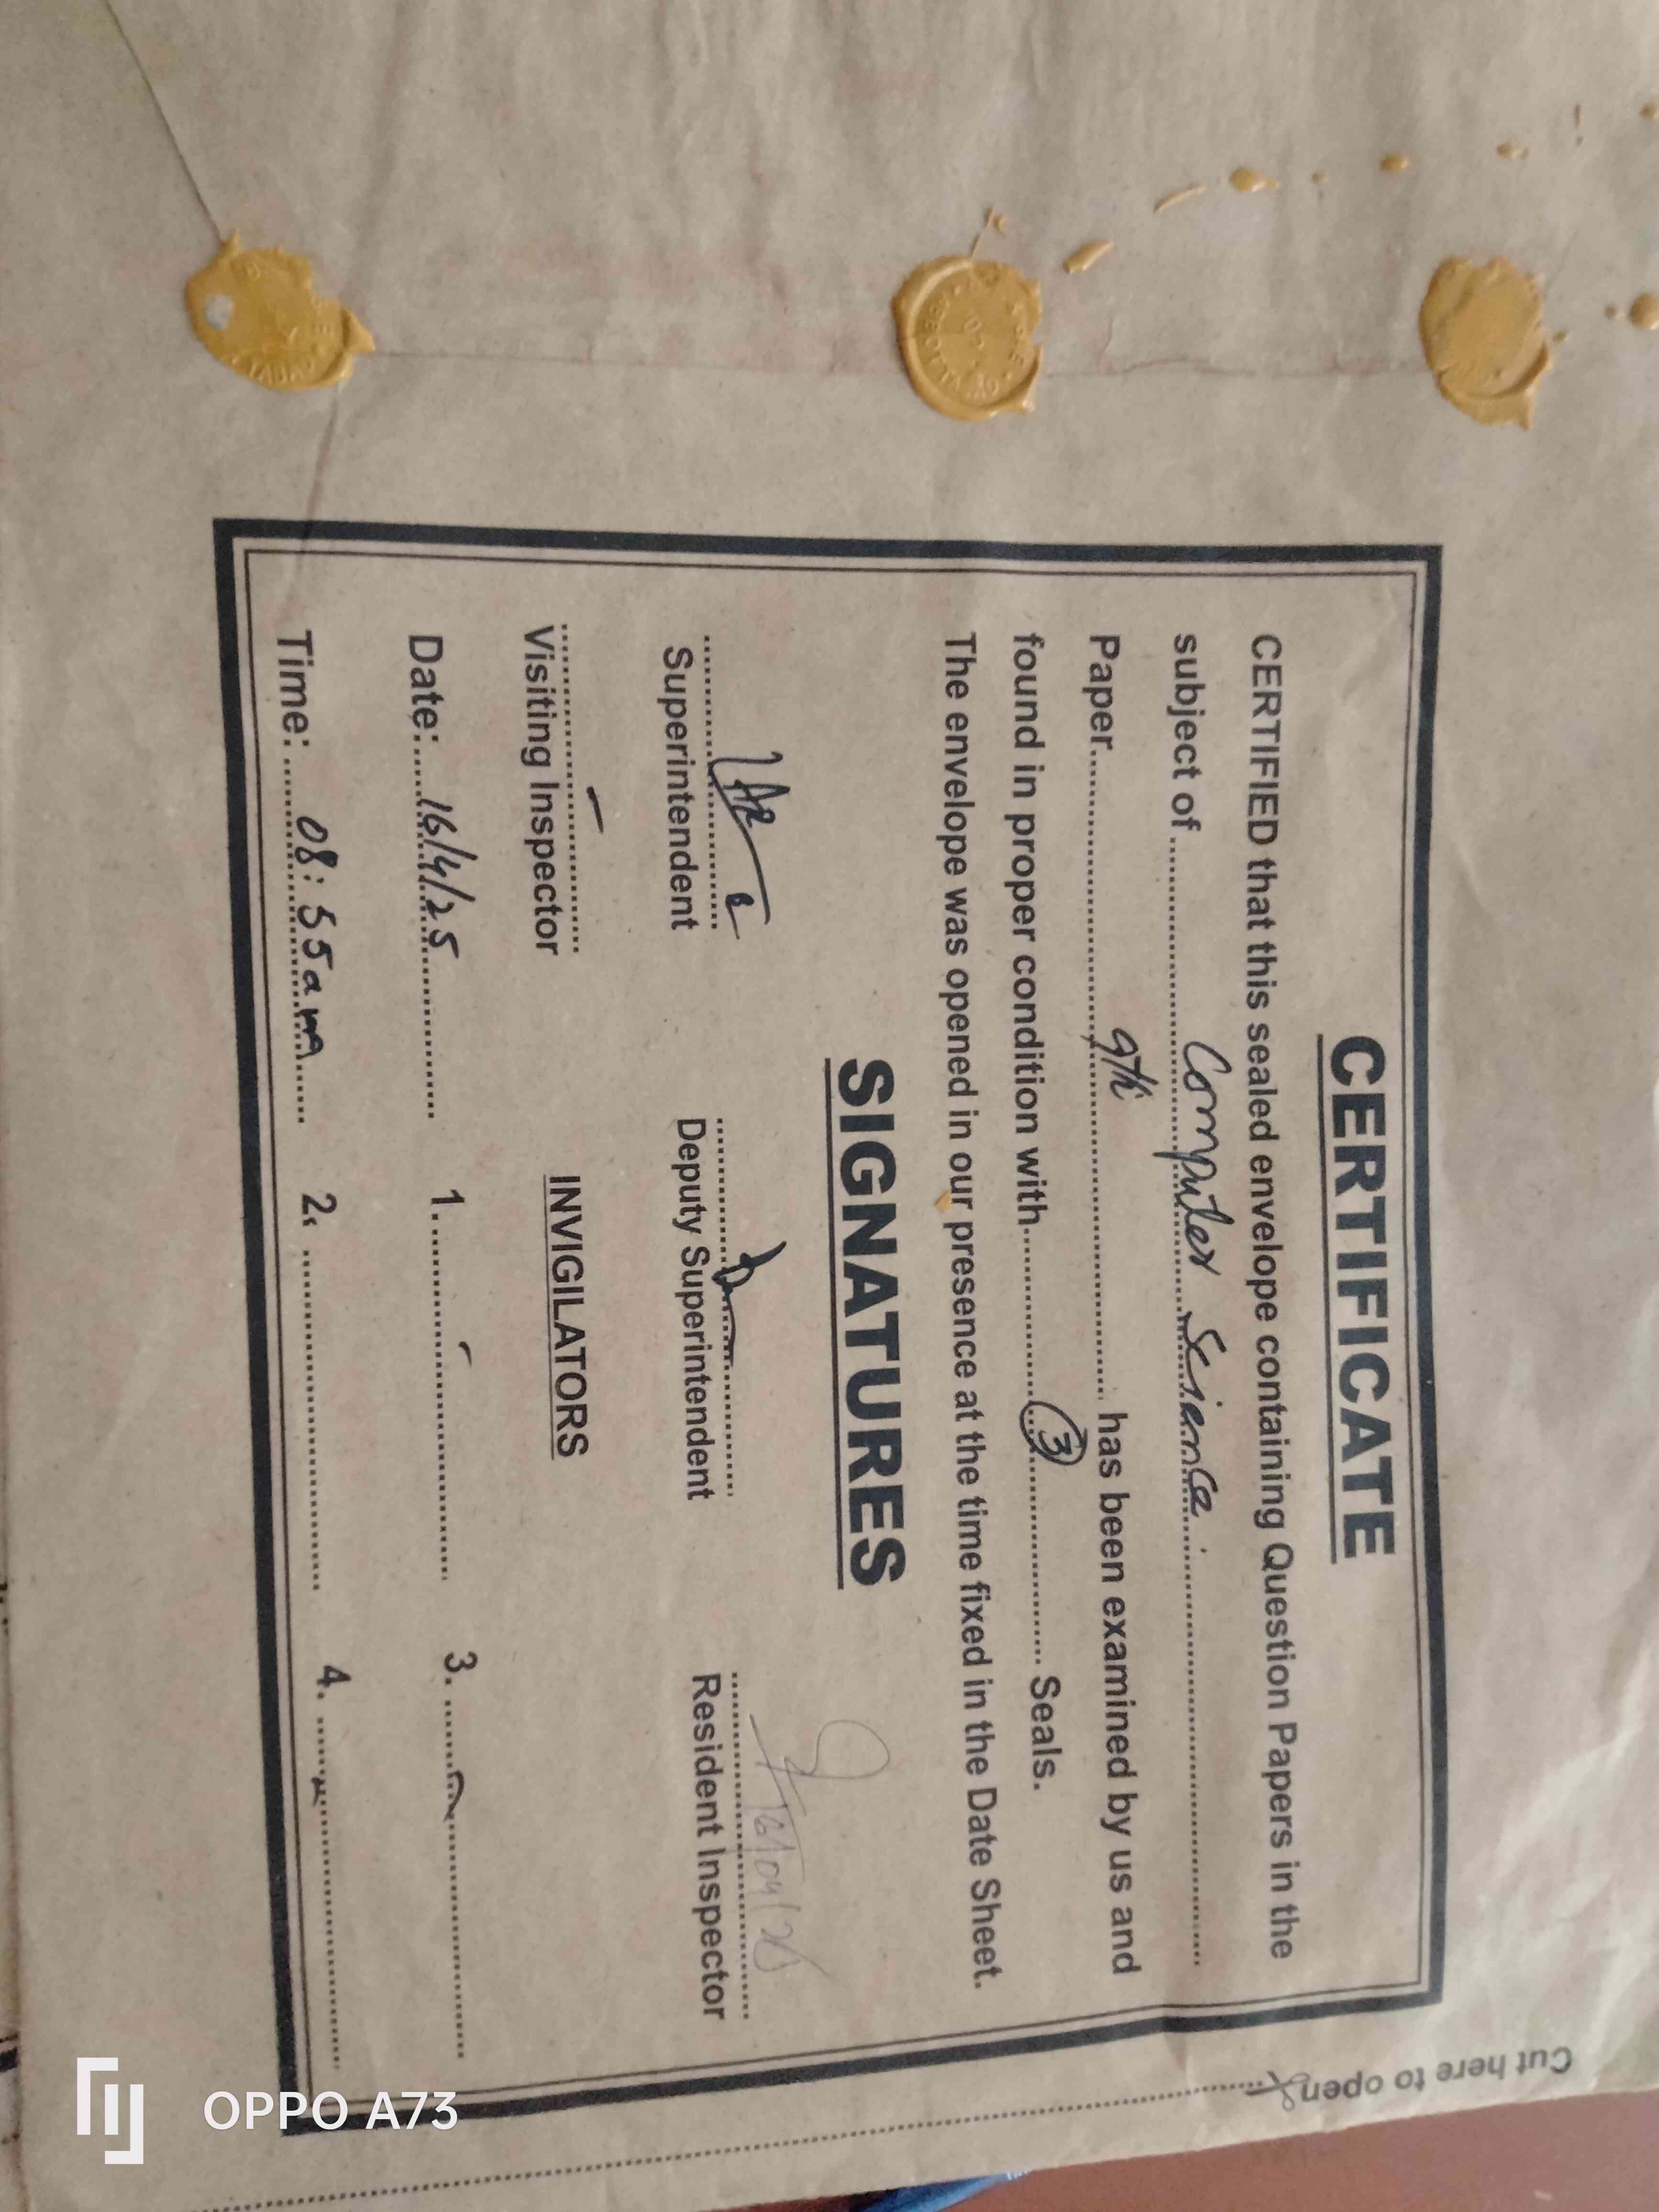 CERTIFICATE
CERTIFIED that this sealed envelope containing Question Papers in the
subject of Computer Science
Paper 9th has been examined by us and
found in proper condition with 3 Seals.
The envelope was opened in our presence at the time fixed in the Date Sheet.
SIGNATURES
16/04/25
Superintendent Deputy Superintendent Resident Inspector
Visiting Inspector
INVIGILATORS
Date: 16/4/25 1. 3.
Time: 08:55am 2. 4.
Cut here to open
OPPO A73